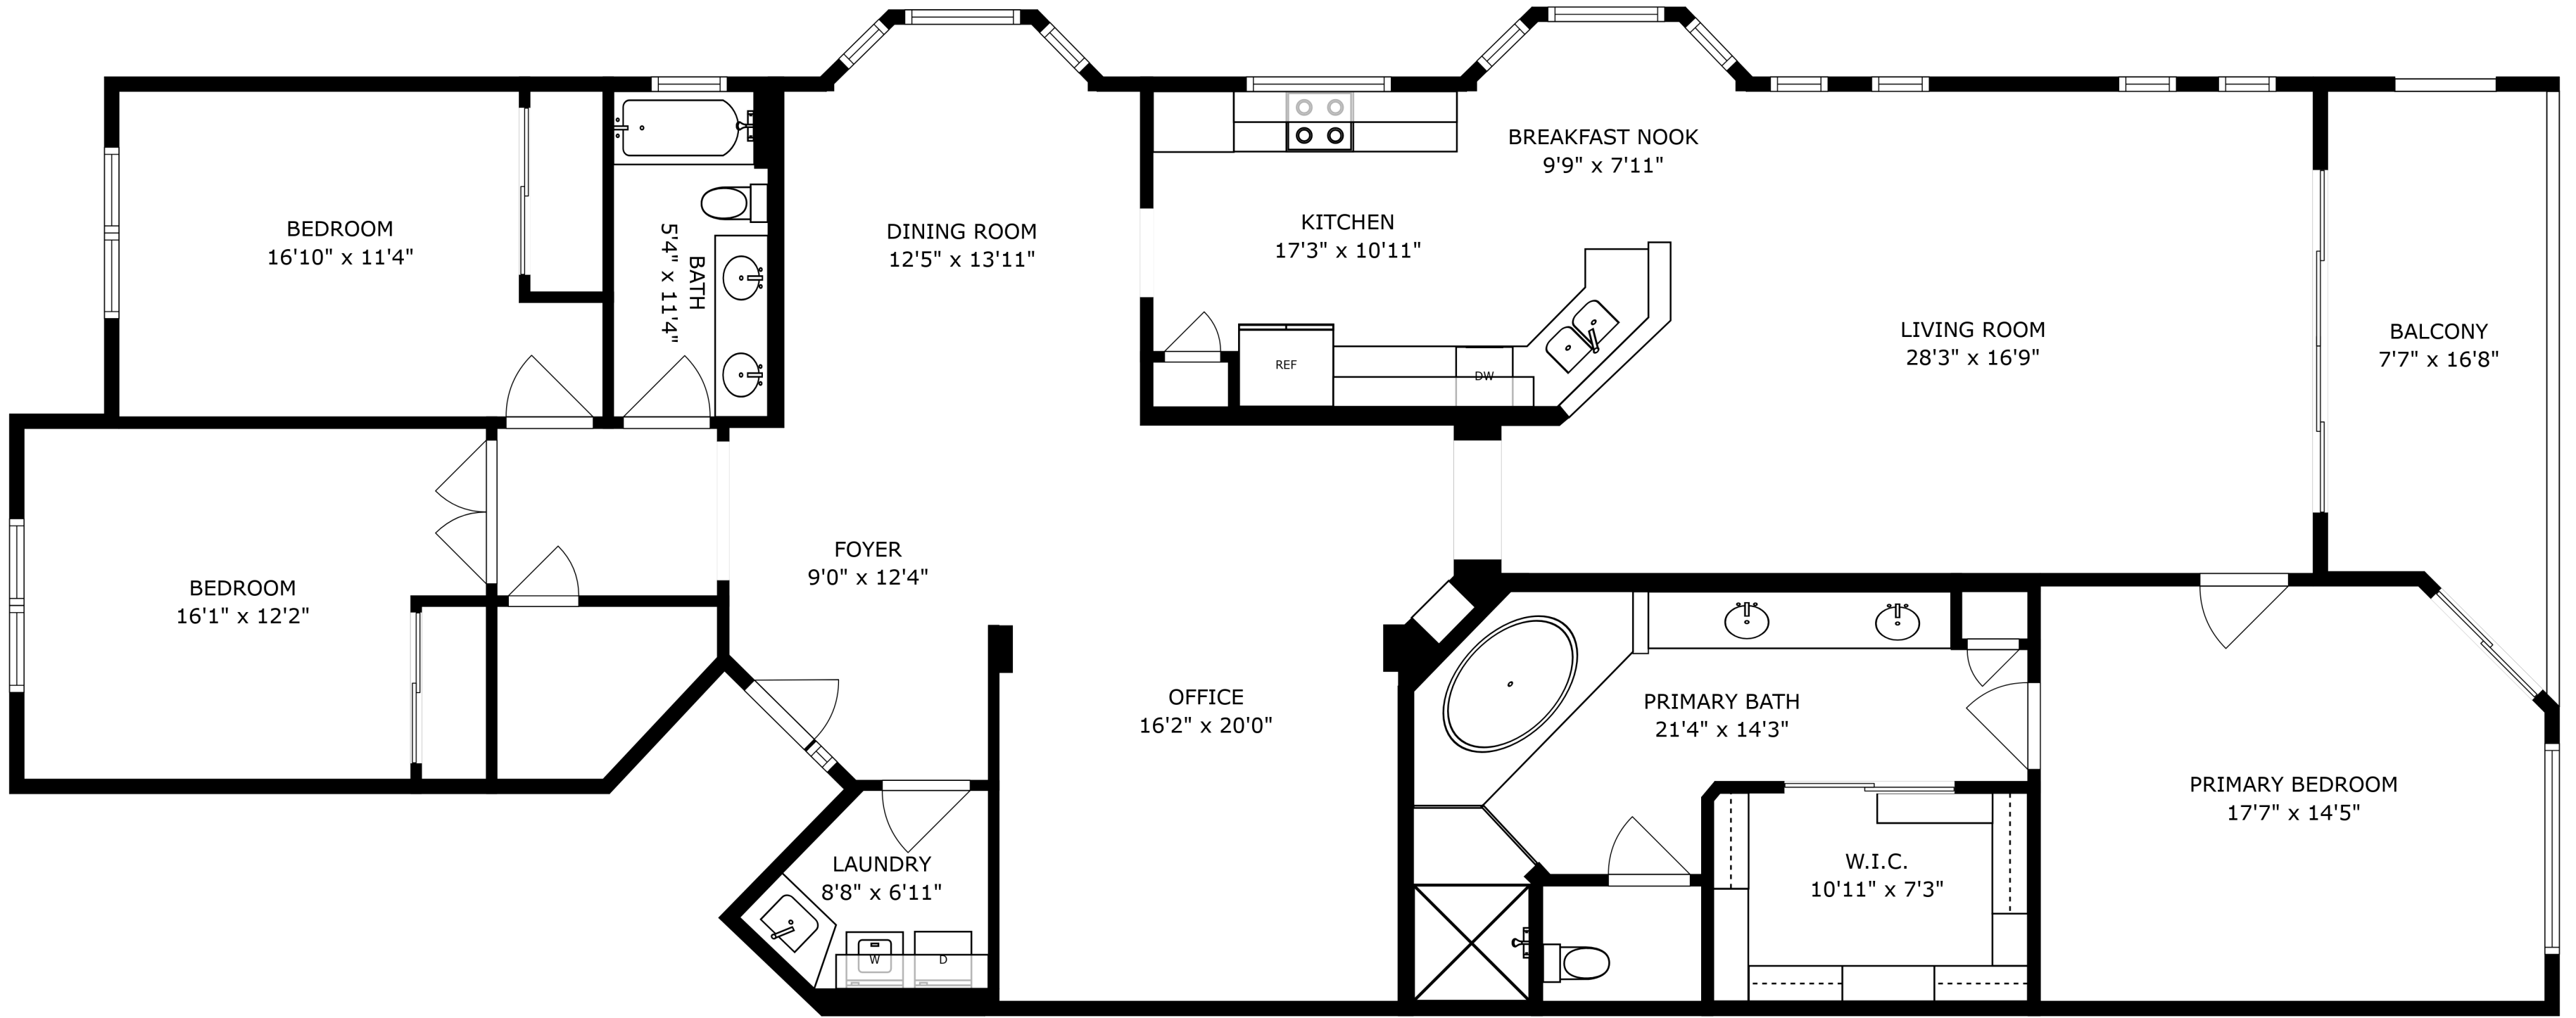 BREAKFAST NOOK
9'9" x 7'11"
BEDROOM
16'10" x 11'4"
BATH
5'4" x 11'4"
DINING ROOM
12'5" x 13'11"
KITCHEN
17'3" x 10'11"
REF
DW
LIVING ROOM
28'3" x 16'9"
BALCONY
7'7" x 16'8"
BEDROOM
16'1" x 12'2"
FOYER
9'0" x 12'4"
OFFICE
16'2" x 20'0"
PRIMARY BATH
21'4" x 14'3"
PRIMARY BEDROOM
17'7" x 14'5"
LAUNDRY
8'8" x 6'11"
W.I.C.
10'11" x 7'3"
W
D